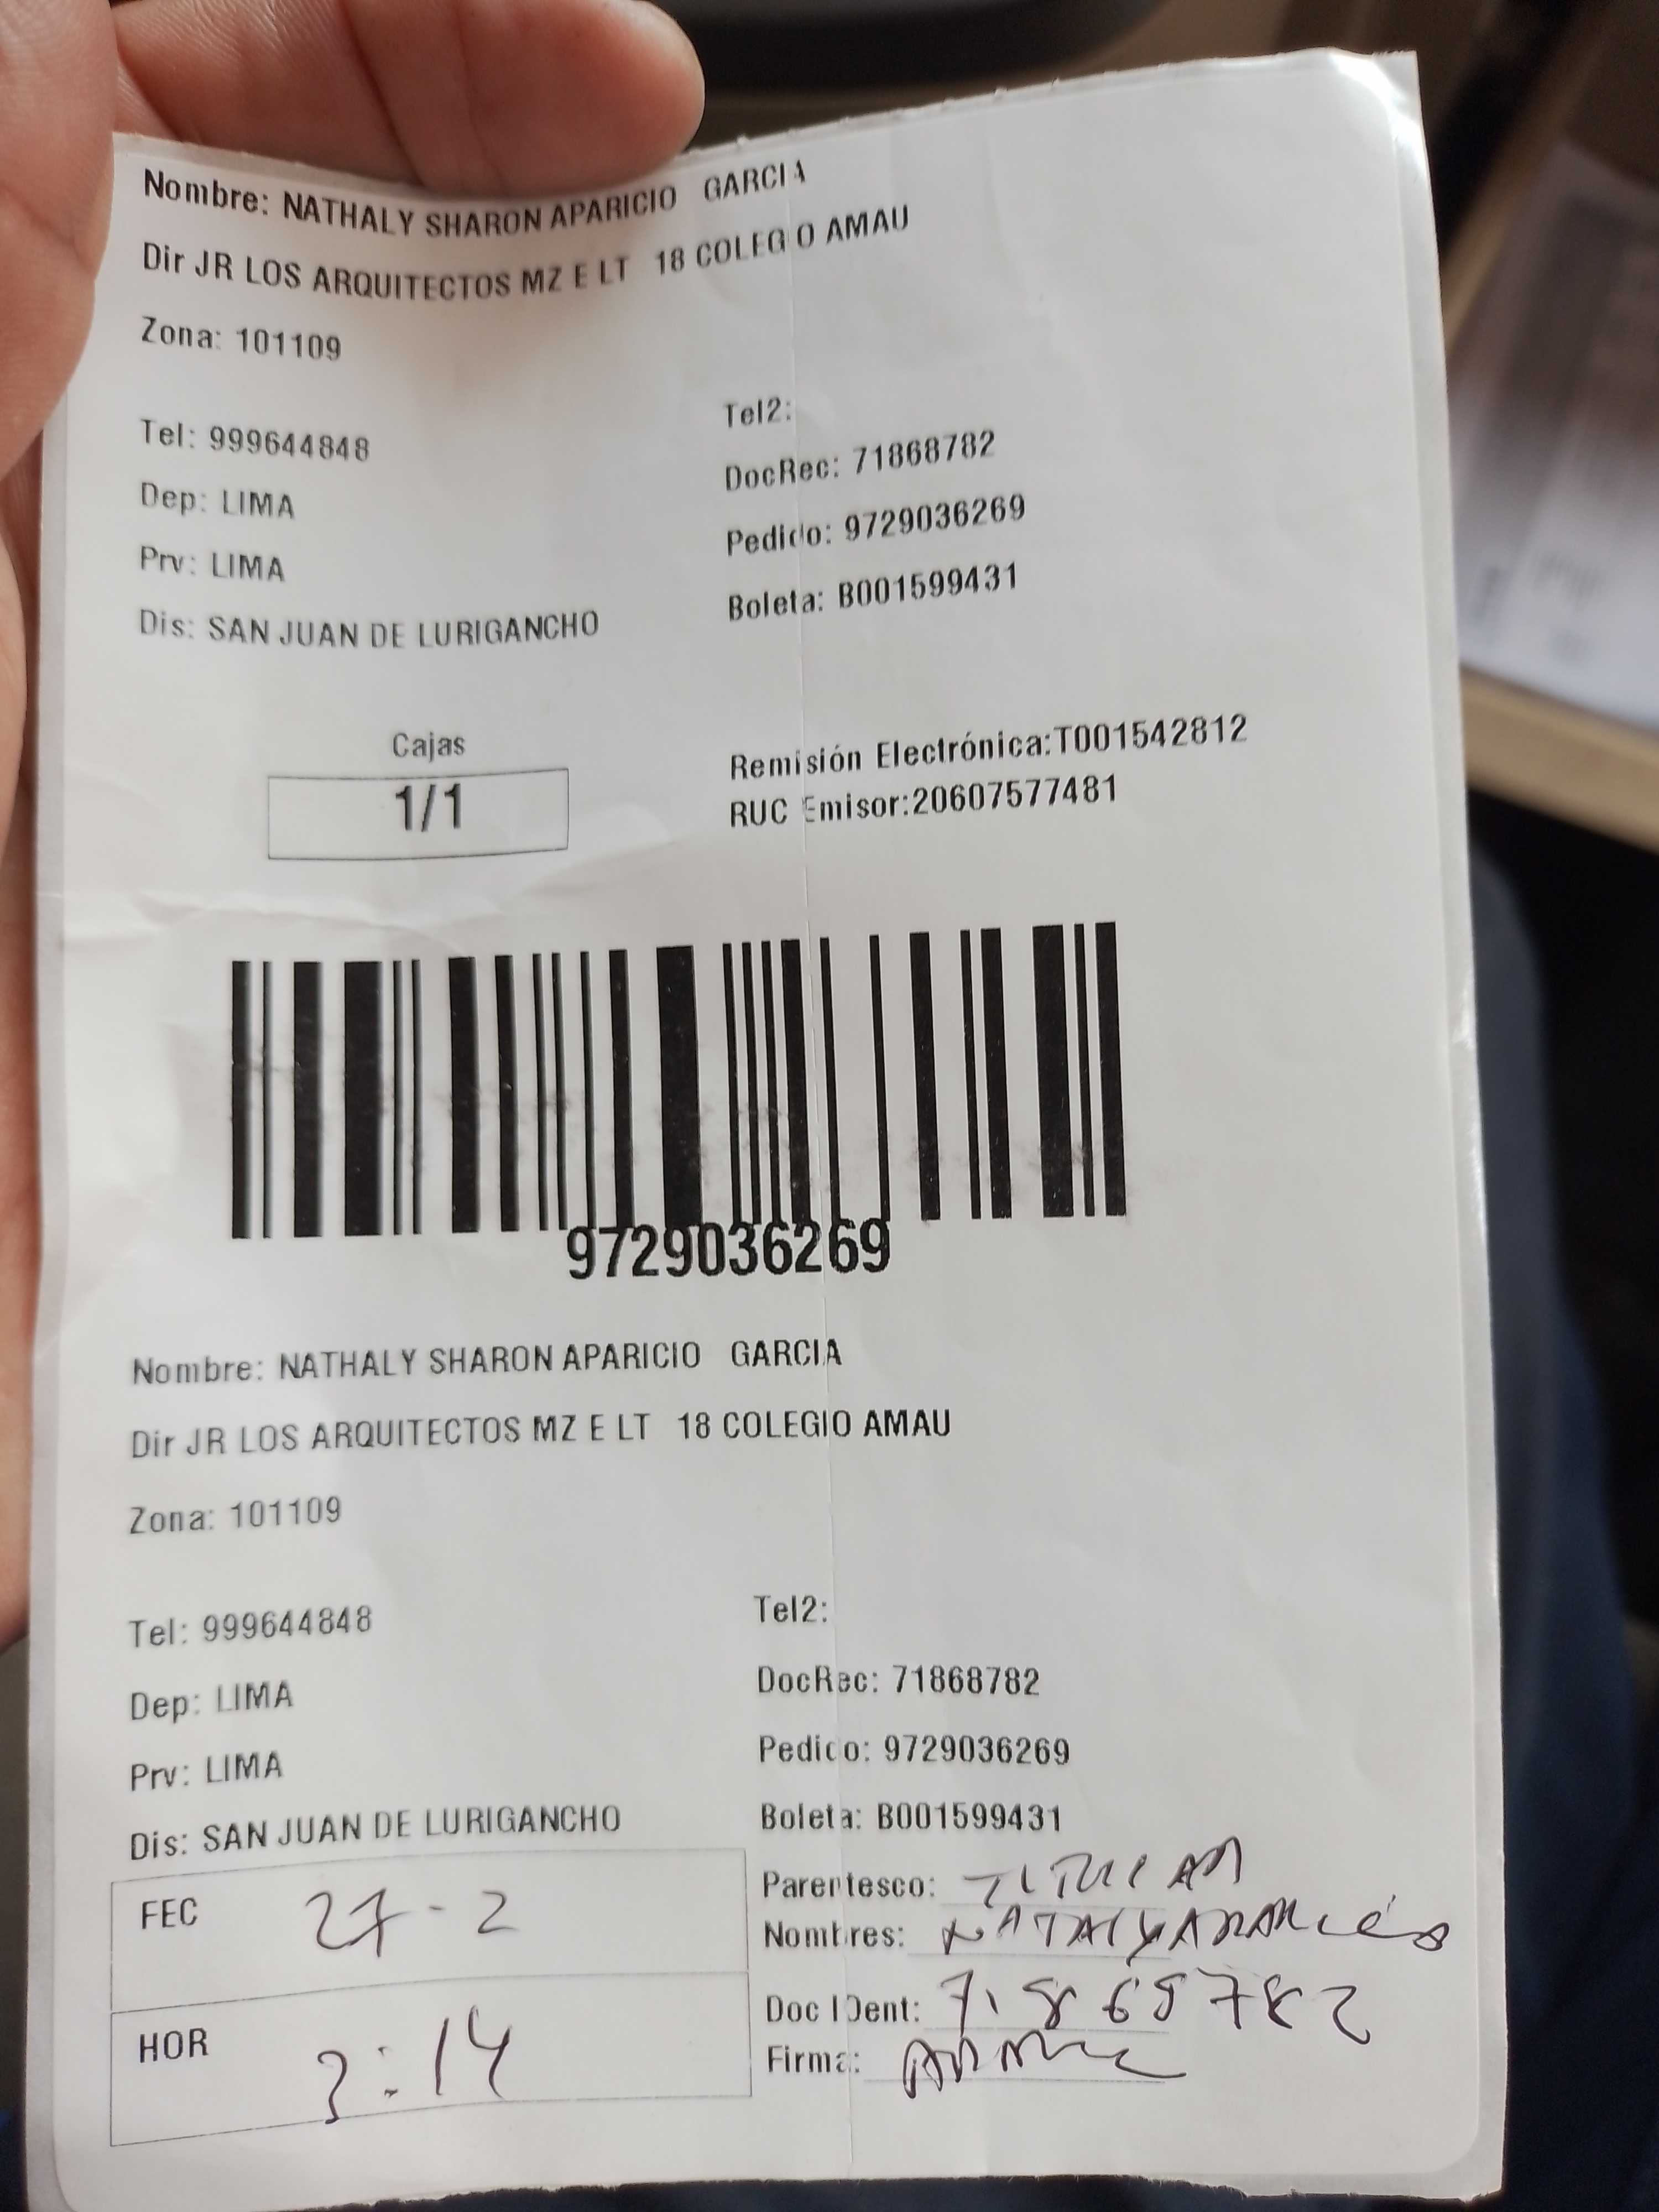 Nombre: NATHALY SHARON APARICIO GARCIA
Dir JR LOS ARQUITECTOS MZ E LT 18 COLEGIO AMAU
Zona: 101109
Tel: 999644848
Tel2:
Dep: LIMA
DocRec: 71868782
Prv: LIMA
Pedido: 9729036269
Dis: SAN JUAN DE LURIGANCHO
Boleta: B001599431
Cajas
1/1
Remisión Electrónica:T001542812
RUC Emisor:20607577481
9729036269
Nombre: NATHALY SHARON APARICIO GARCIA
Dir JR LOS ARQUITECTOS MZ E LT 18 COLEGIO AMAU
Zona: 101109
Tel: 999644848
Tel2:
Dep: LIMA
DocRec: 71868782
Prv: LIMA
Pedido: 9729036269
Dis: SAN JUAN DE LURIGANCHO
Boleta: B001599431
FEC 27-2
HOR :14
Parentesco: TITULAR
Nombres:
Doc IDent: 71868782
Firma: